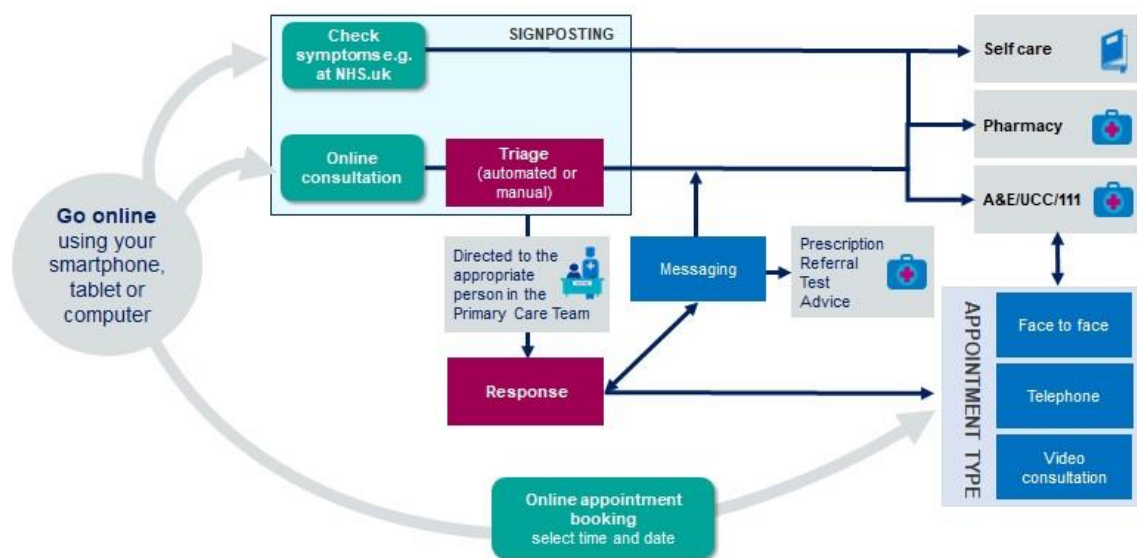 Check
symptoms e.g.
at NHS.uk
SIGNPOSTING
Self care
Pharmacy
Online
consultation
Triage
(automated or
manual)
A&E/UCC/111
Go online
using your
smartphone,
tablet or
computer
Directed to the
appropriate
person in the
Primary Care Team
Messaging
Prescription
Referral
Test
Advice
Response
APPOINTMENT TYPE
Face to face
Telephone
Video
consultation
Online appointment
booking
select time and date